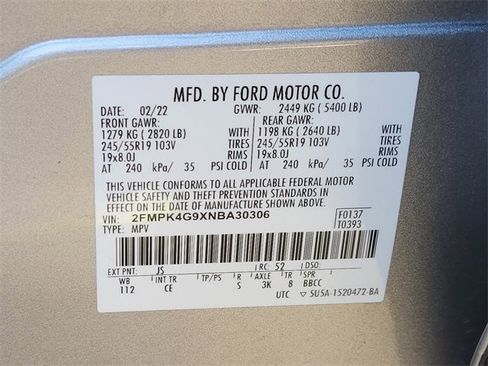 MFD. BY FORD MOTOR CO.
DATE: 02/22 GVWR: 2449 KG ( 5400 LB)
FRONT GAWR: REAR GAWR:
1279 KG ( 2820 LB) WITH 1198 KG ( 2640 LB) WITH
245/55R19 103V TIRES 245/55R19 103V TIRES
19x8.0J RIMS 19x8.0J RIMS
AT 240 kPa/ 35 PSI COLD AT 240 kPa/ 35 PSI COLD
THIS VEHICLE CONFORMS TO ALL APPLICABLE FEDERAL MOTOR
VEHICLE SAFETY AND THEFT PREVENTION STANDARDS IN
EFFECT ON THE DATE OF MANUFACTURE SHOWN ABOVE.
VIN: 2FMPK4G9XNBA30306 F0137
TYPE: MPV T0393
EXT PNT: JS RC: 52 DSO:
WB INT TR TP/PS R AXLE TR SPR
112 CE 5 3K 8 BBCC
UTC 5U5A-1520472-BA